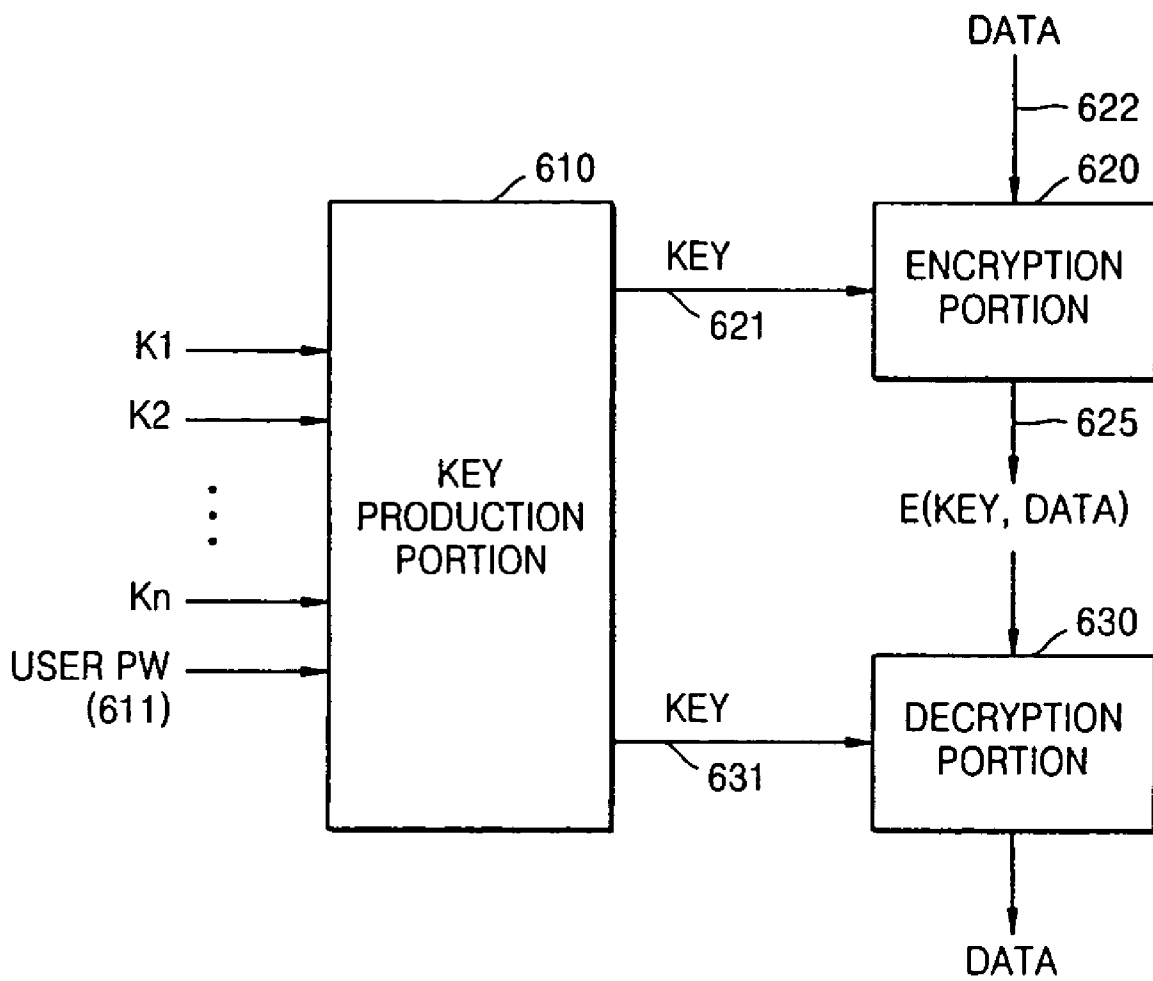 DATA
622
610
620
KEY
ENCRYPTION
PORTION
621
K1
K2
625
KEY
PRODUCTION
PORTION
E(KEY, DATA)
Kn
630
USER PW
(611)
KEY
DECRYPTION
PORTION
631
DATA